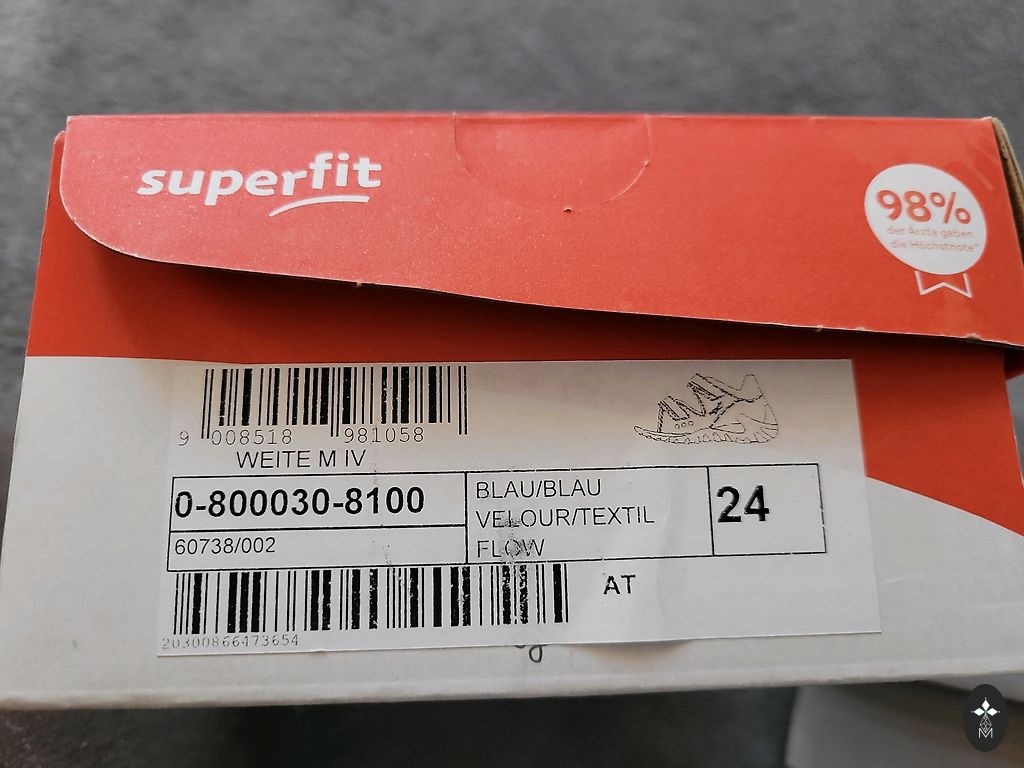 superfit
98%
der Ärzte geben
die Höchstnote*
9 008518 981058
WEITE M IV
0-800030-8100
60738/002
BLAU/BLAU
VELOUR/TEXTIL
FLOW
24
AT
20300866473654
M